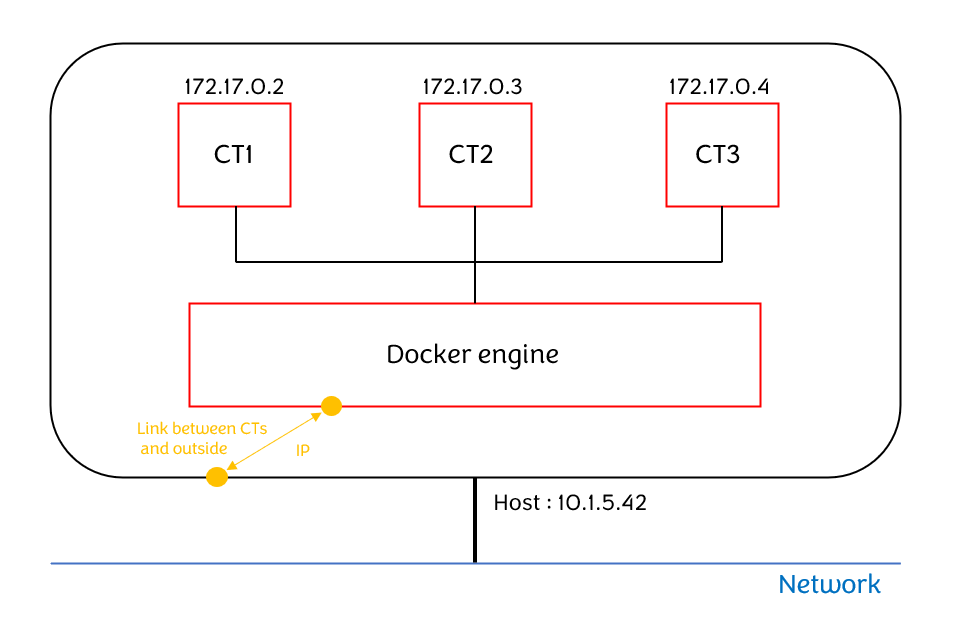 172.17.0.2
172.17.0.3
172.17.0.4
CT1
CT2
CT3
Docker engine
Link between CTs
and outside
IP
Host : 10.1.5.42
Network